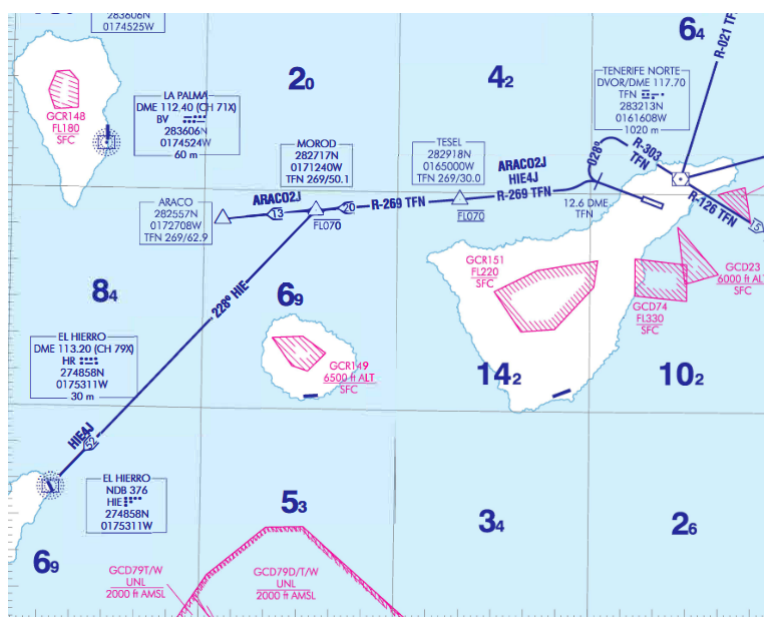 283606N
0174525W
6₄
R-021 TFN
2₀
4₂
TENERIFE NORTE
DVOR/DME 117.70
TFN
283213N
0161608W
1020 m
GCR148
FL180
SFC
LA PALMA
DME 112.40 (CH 71X)
BV
283606N
0174524W
60 m
MOROD
282717N
0171240W
TFN 269/50.1
TESEL
282918N
0165000W
TFN 269/30.0
ARACO2J
HIE4J
R-269 TFN
028º
R-303
TFN
ARACO
282557N
0172708W
TFN 269/62.9
ARACO2J
13
20
R-269 TFN
FL070
FL070
12.6 DME
TFN
R-126 TFN
15
8₄
228º HIE
6₉
GCR151
FL220
SFC
GCD74
FL330
SFC
GCD23
6000 ft ALT
SFC
EL HIERRO
DME 113.20 (CH 79X)
HR
274858N
0175311W
30 m
GCR149
6500 ft ALT
SFC
14₂
10₂
HIE4J
52
EL HIERRO
NDB 376
HIE
274858N
0175311W
5₃
3₄
2₆
6₉
GCD79T/W
UNL
2000 ft AMSL
GCD79D/T/W
UNL
2000 ft AMSL